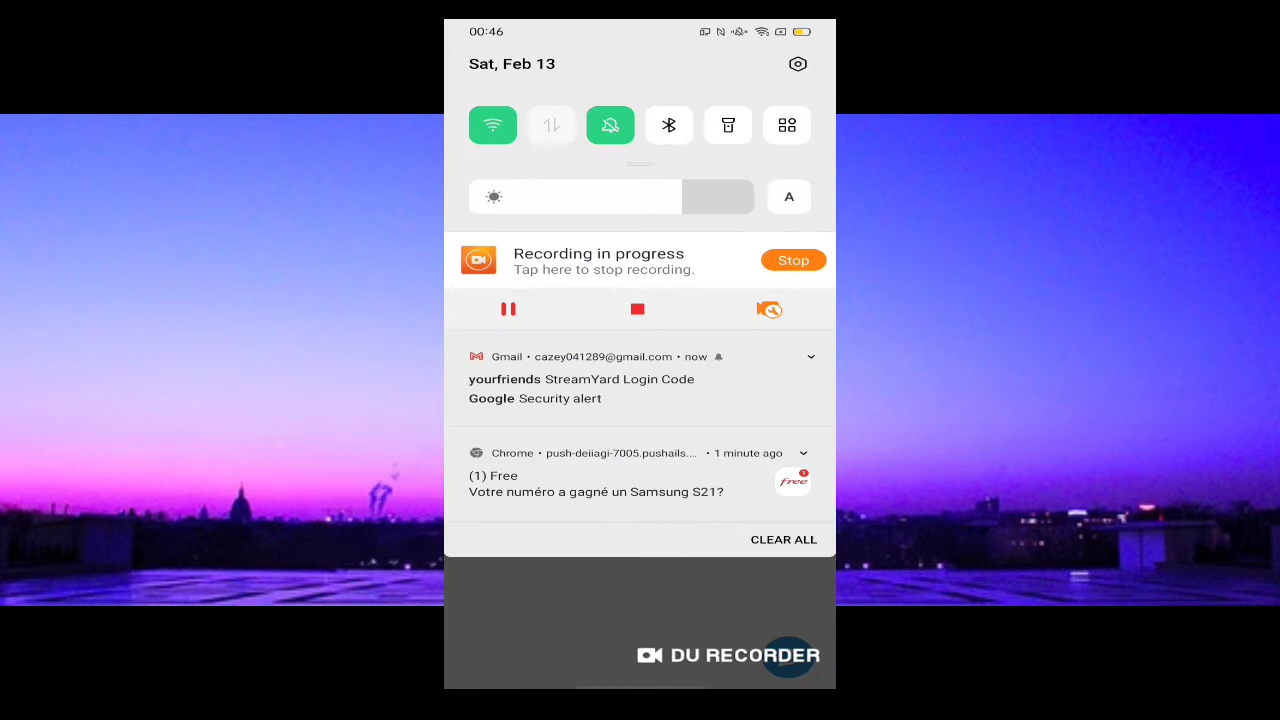 00:46
Sat, Feb 13
A
Recording in progress
Tap here to stop recording.
Stop
Gmail • cazey041289@gmail.com • now
yourfriends StreamYard Login Code
Google Security alert
Chrome • push-deiiagi-7005.pushails.... • 1 minute ago
(1) Free
Votre numéro a gagné un Samsung S21?
free
1
CLEAR ALL
DU RECORDER